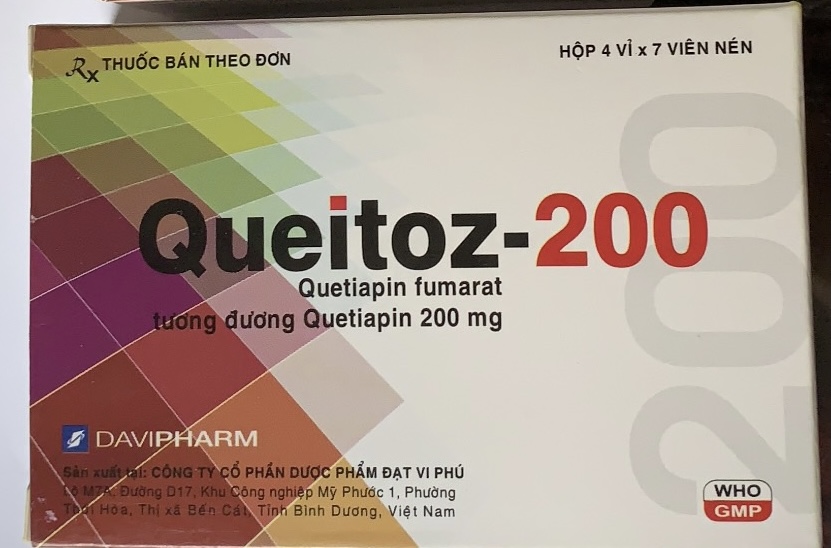 Rx THUỐC BÁN THEO ĐƠN
HỘP 4 VỈ x 7 VIÊN NÉN
200
Queitoz-200
Quetiapin fumarat
tương đương Quetiapin 200 mg
DAVIPHARM
Sản xuất tại: CÔNG TY CỔ PHẦN DƯỢC PHẨM ĐẠT VI PHÚ
Lô M7A, Đường D17, Khu Công nghiệp Mỹ Phước 1, Phường
Thới Hòa, Thị xã Bến Cát, Tỉnh Bình Dương, Việt Nam
WHO
GMP